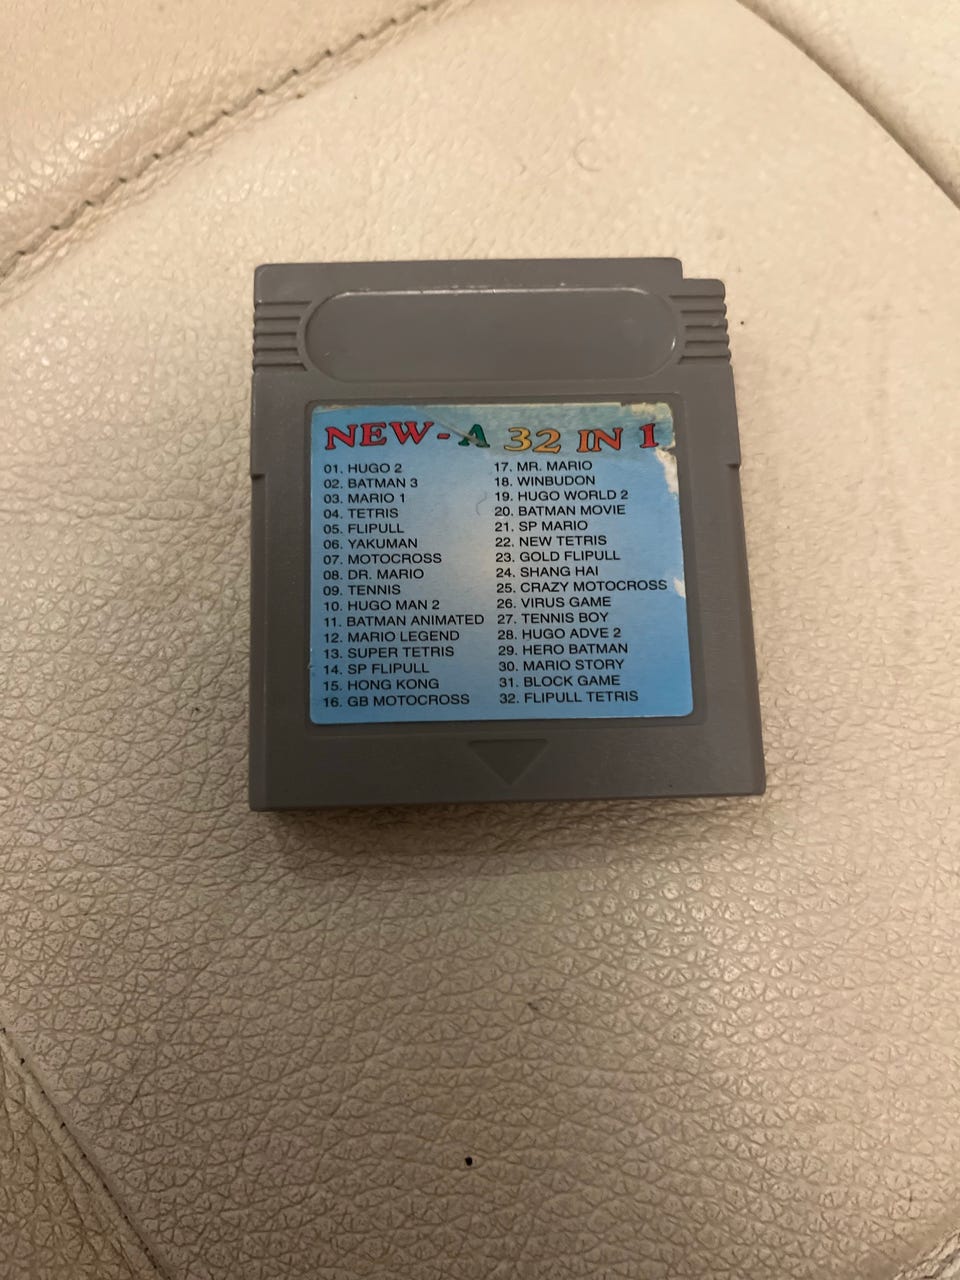 NEW-A 32 IN 1
01. HUGO 2
02. BATMAN 3
03. MARIO 1
04. TETRIS
05. FLIPULL
06. YAKUMAN
07. MOTOCROSS
08. DR. MARIO
09. TENNIS
10. HUGO MAN 2
11. BATMAN ANIMATED
12. MARIO LEGEND
13. SUPER TETRIS
14. SP FLIPULL
15. HONG KONG
16. GB MOTOCROSS
17. MR. MARIO
18. WINBUDON
19. HUGO WORLD 2
20. BATMAN MOVIE
21. SP MARIO
22. NEW TETRIS
23. GOLD FLIPULL
24. SHANG HAI
25. CRAZY MOTOCROSS
26. VIRUS GAME
27. TENNIS BOY
28. HUGO ADVE 2
29. HERO BATMAN
30. MARIO STORY
31. BLOCK GAME
32. FLIPULL TETRIS